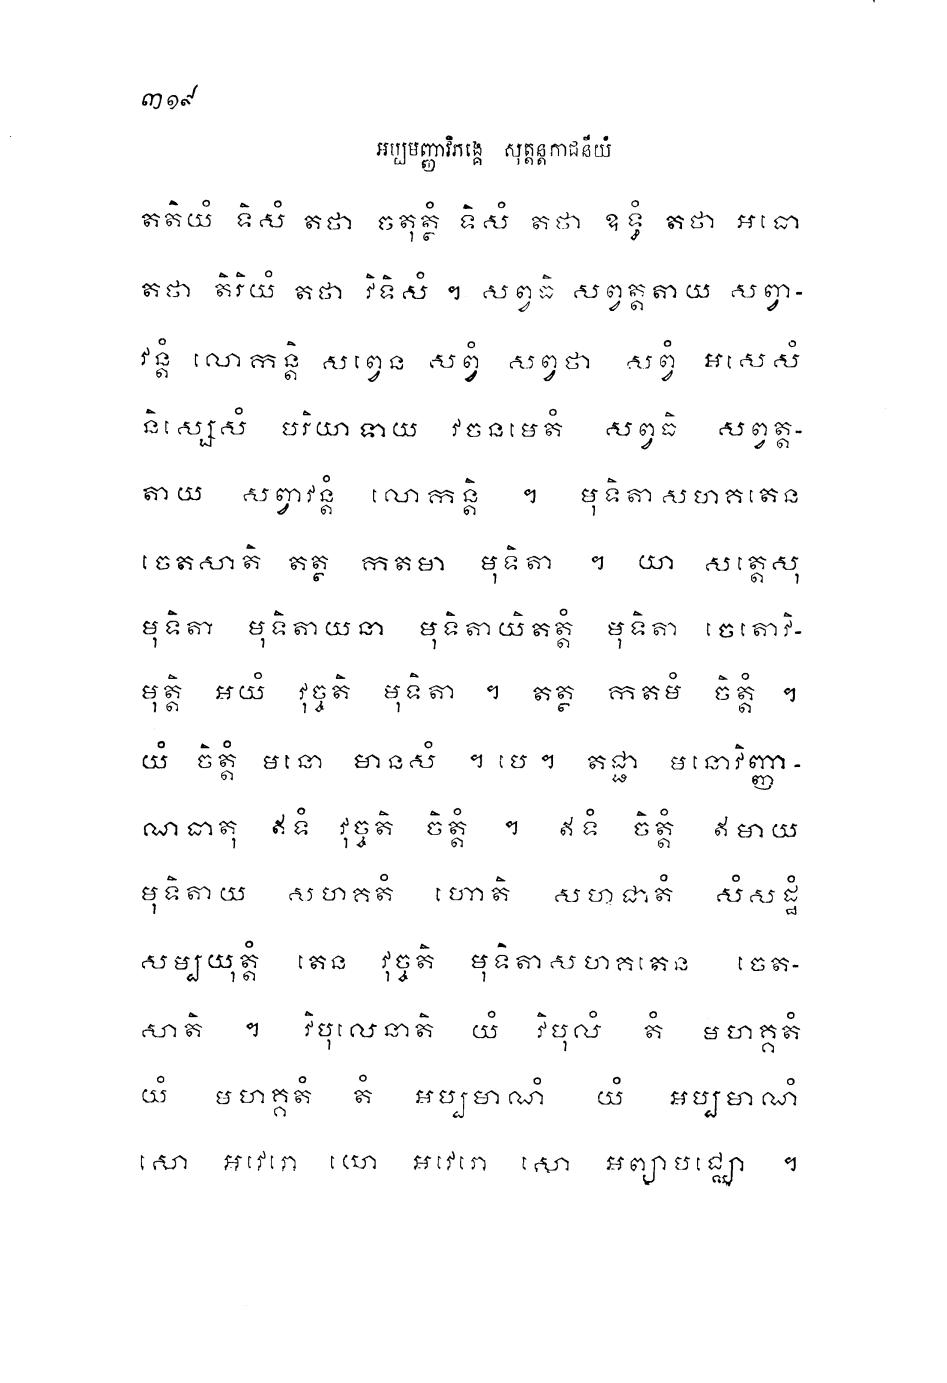 ៣១៩
អប្បមញ្ញាវិភង្គេ សុត្តន្តភាជនីយំ
តតិយំ ទិសំ តថា ចតុត្ថំ ទិសំ តថា ឧទ្ធំ តថា អធោ
តថា តិរិយំ តថា វិទិសំ ។ សព្វធិ សព្វត្តតាយ សព្វា-
វន្តំ លោកន្តិ សព្វេន សព្វំ សព្វថា សព្វំ អសេសំ
និស្សេសំ បរិយាទាយ វចនមេតំ សព្វធិ សព្វត្ត-
តាយ សព្វាវន្តំ លោកន្តិ ។ មុទិតាសហគតេន
ចេតសាតិ តត្ថ កតមា មុទិតា ។ យា សត្តេសុ
មុទិតា មុទិតាយនា មុទិតាយិតត្តំ មុទិតា ចេតោវិ-
មុត្តិ អយំ វុច្ចតិ មុទិតា ។ តត្ថ កតមំ ចិត្តំ ។
យំ ចិត្តំ មនោ មានសំ ។បេ។ តជ្ជា មនោវិញ្ញា-
ណធាតុ ឥទំ វុច្ចតិ ចិត្តំ ។ ឥទំ ចិត្តំ ឥមាយ
មុទិតាយ សហគតំ ហោតិ សហជាតំ សំសដ្ឋំ
សម្បយុត្តំ តេន វុច្ចតិ មុទិតាសហគតេន ចេត-
សាតិ ។ វិបុលេនាតិ យំ វិបុលំ តំ មហគ្គតំ
យំ មហគ្គតំ តំ អប្បមាណំ យំ អប្បមាណំ
សោ អវេរោ យោ អវេរោ សោ អព្យាបជ្ឈោ ។